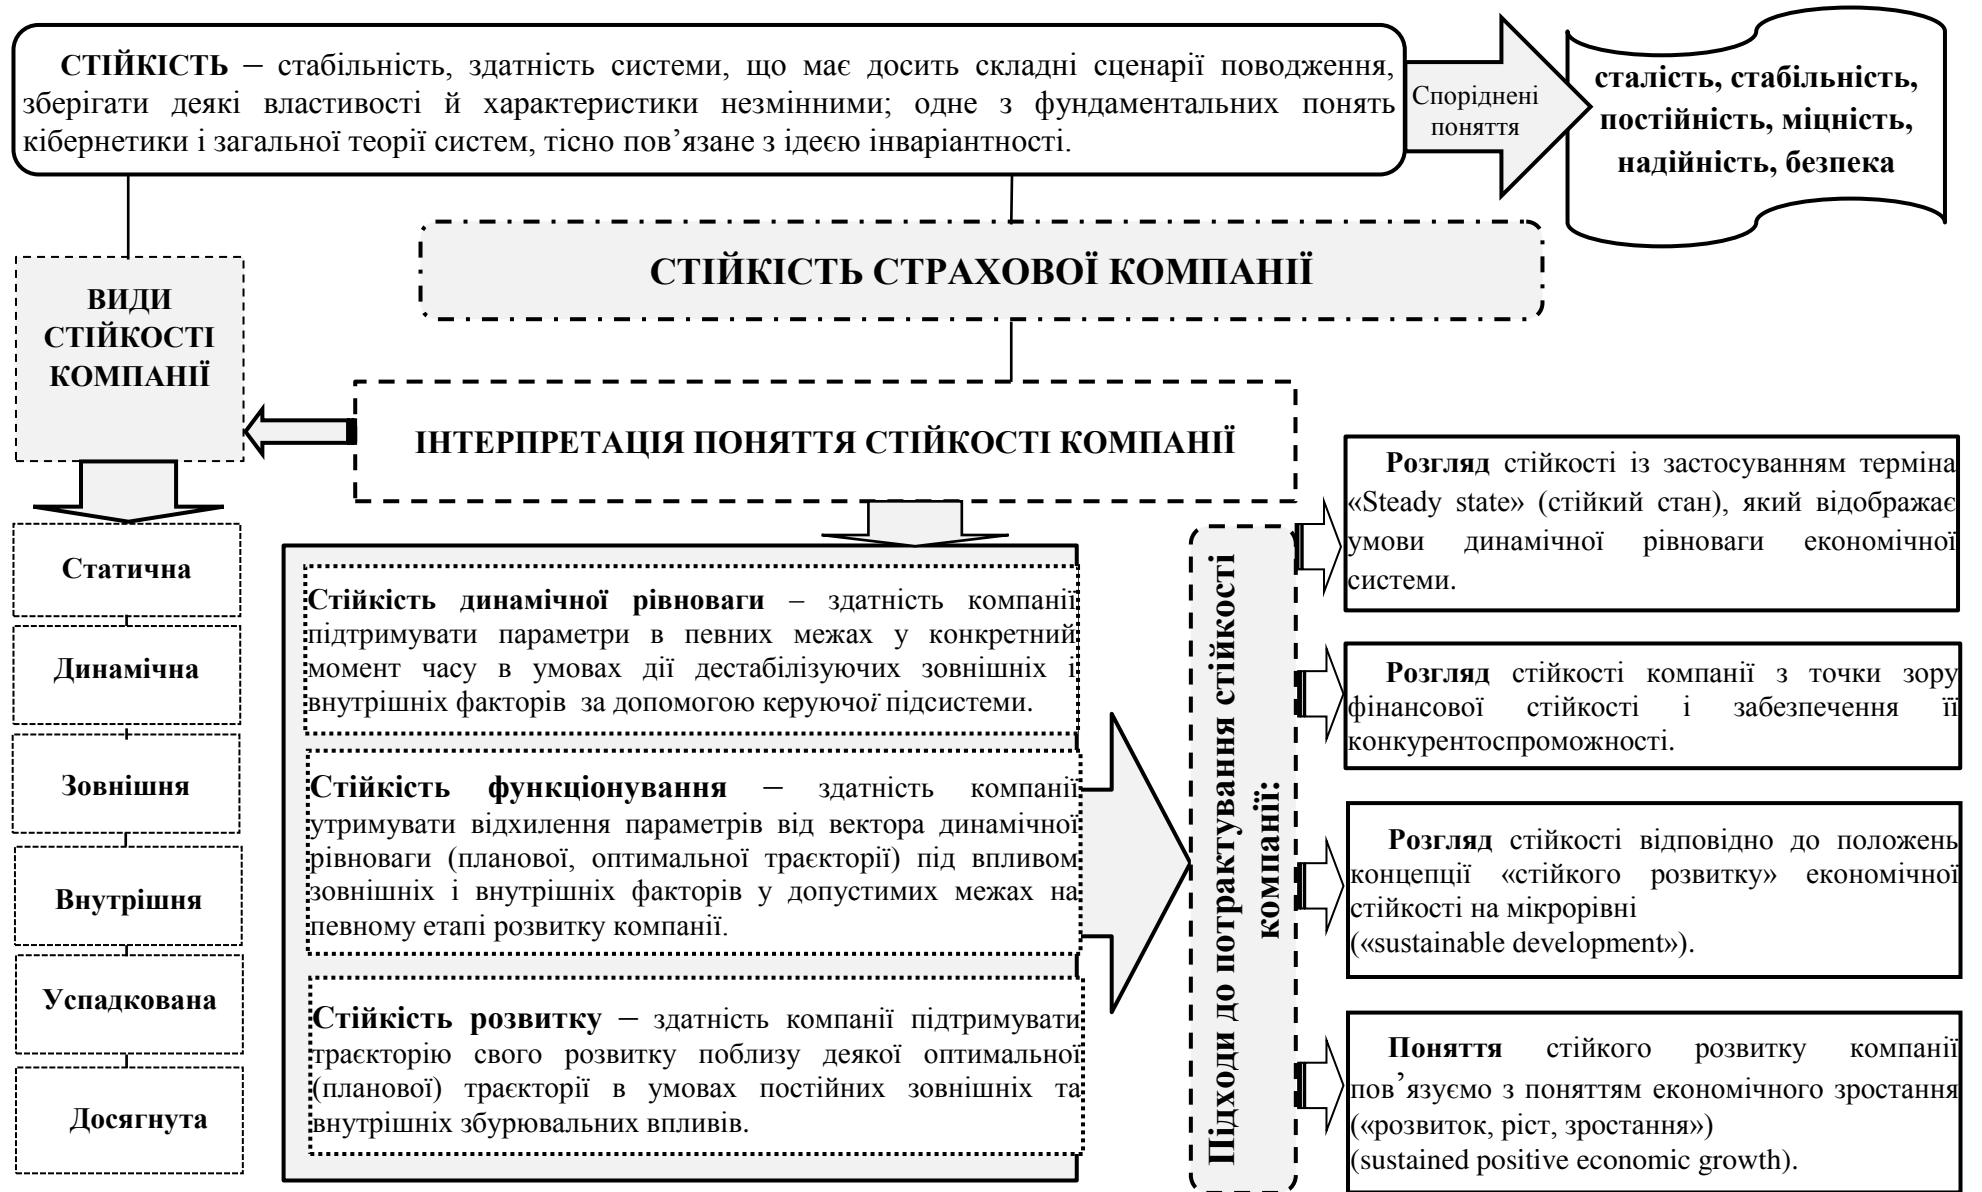 СТІЙКІСТЬ – стабільність, здатність системи, що має досить складні сценарії поводження,
зберігати деякі властивості й характеристики незмінними; одне з фундаментальних понять
кібернетики і загальної теорії систем, тісно пов’язане з ідеєю інваріантності.
Споріднені
поняття
сталість, стабільність,
постійність, міцність,
надійність, безпека
СТІЙКІСТЬ СТРАХОВОЇ КОМПАНІЇ
ВИДИ
СТІЙКОСТІ
КОМПАНІЇ
ІНТЕРПРЕТАЦІЯ ПОНЯТТЯ СТІЙКОСТІ КОМПАНІЇ
Статична
Динамічна
Зовнішня
Внутрішня
Успадкована
Досягнута
Стійкість динамічної рівноваги – здатність компанії
підтримувати параметри в певних межах у конкретний
момент часу в умовах дії дестабілізуючих зовнішніх і
внутрішніх факторів за допомогою керуючої підсистеми.
Стійкість функціонування – здатність компанії
утримувати відхилення параметрів від вектора динамічної
рівноваги (планової, оптимальної траєкторії) під впливом
зовнішніх і внутрішніх факторів у допустимих межах на
певному етапі розвитку компанії.
Стійкість розвитку – здатність компанії підтримувати
траєкторію свого розвитку поблизу деякої оптимальної
(планової) траєкторії в умовах постійних зовнішніх та
внутрішніх збурювальних впливів.
Підходи до потрактування стійкості
компанії:
Розгляд стійкості із застосуванням терміна
«Steady state» (стійкий стан), який відображає
умови динамічної рівноваги економічної
системи.
Розгляд стійкості компанії з точки зору
фінансової стійкості і забезпечення її
конкурентоспроможності.
Розгляд стійкості відповідно до положень
концепції «стійкого розвитку» економічної
стійкості на мікрорівні
(«sustainable development»).
Поняття стійкого розвитку компанії
пов’язуємо з поняттям економічного зростання
(«розвиток, ріст, зростання»)
(sustained positive economic growth).